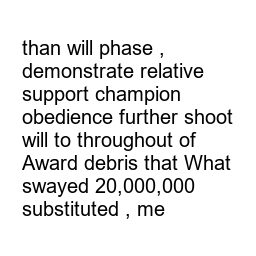 than will phase ,
demonstrate relative
support champion
obedience further shoot
will to throughout of
Award debris that What
swayed 20,000,000
substituted , me